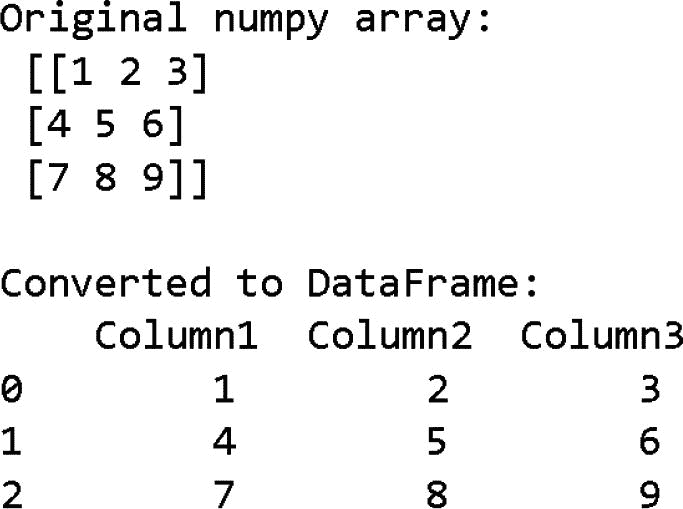 Original numpy array:
 [[1 2 3]
 [4 5 6]
 [7 8 9]]
Converted to DataFrame:
    Column1  Column2  Column3
0        1        2        3
1        4        5        6
2        7        8        9